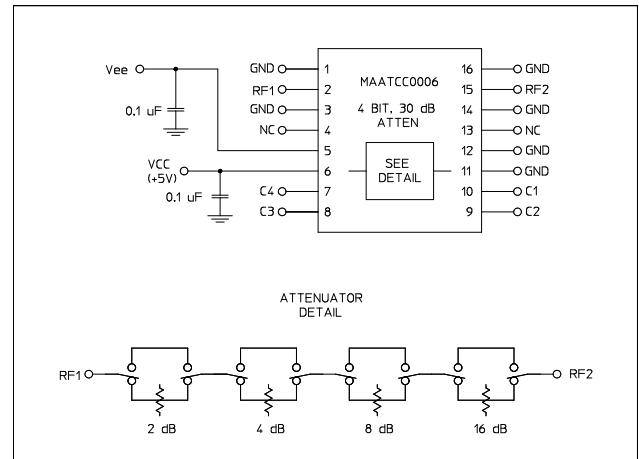 Vee
0.1 uF
VCC
(+5V)
0.1 uF
GND 1
RF1 2
GND 3
NC 4
5
6
C4 7
C3 8
MAATCC0006
4 BIT, 30 dB
ATTEN
SEE
DETAIL
16 GND
15 RF2
14 GND
13 NC
12 GND
11 GND
10 C1
9 C2
ATTENUATOR
DETAIL
RF1
RF2
2 dB
4 dB
8 dB
16 dB